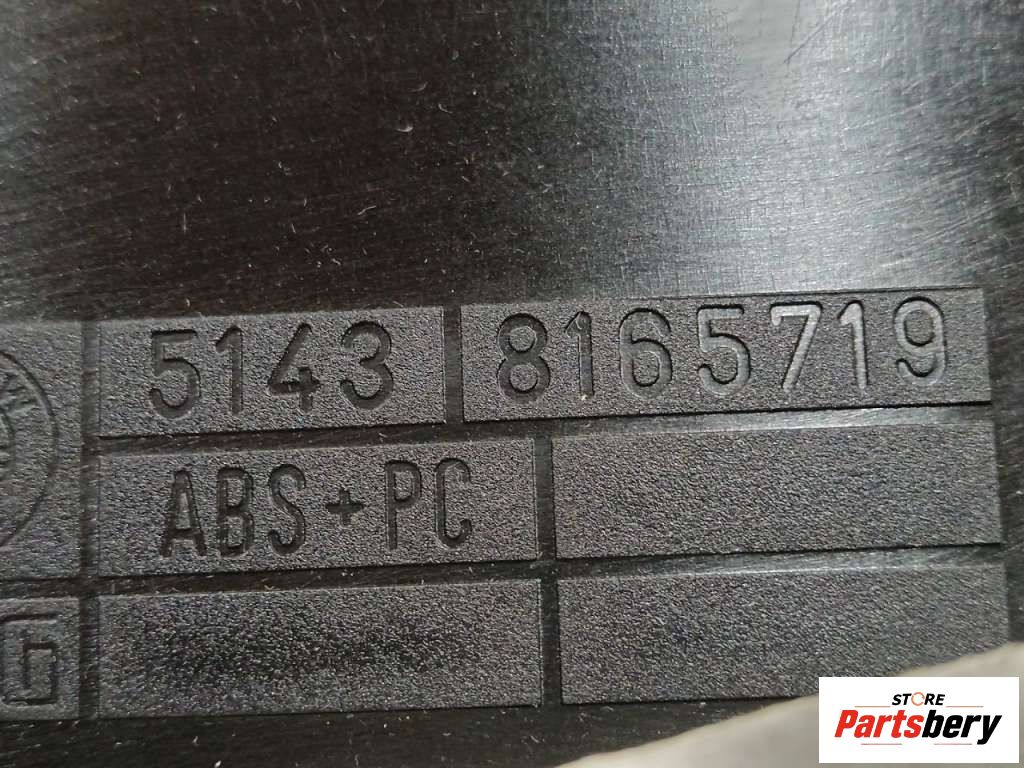 5143 8165719
ABS+PC
G
STORE
Partsbery